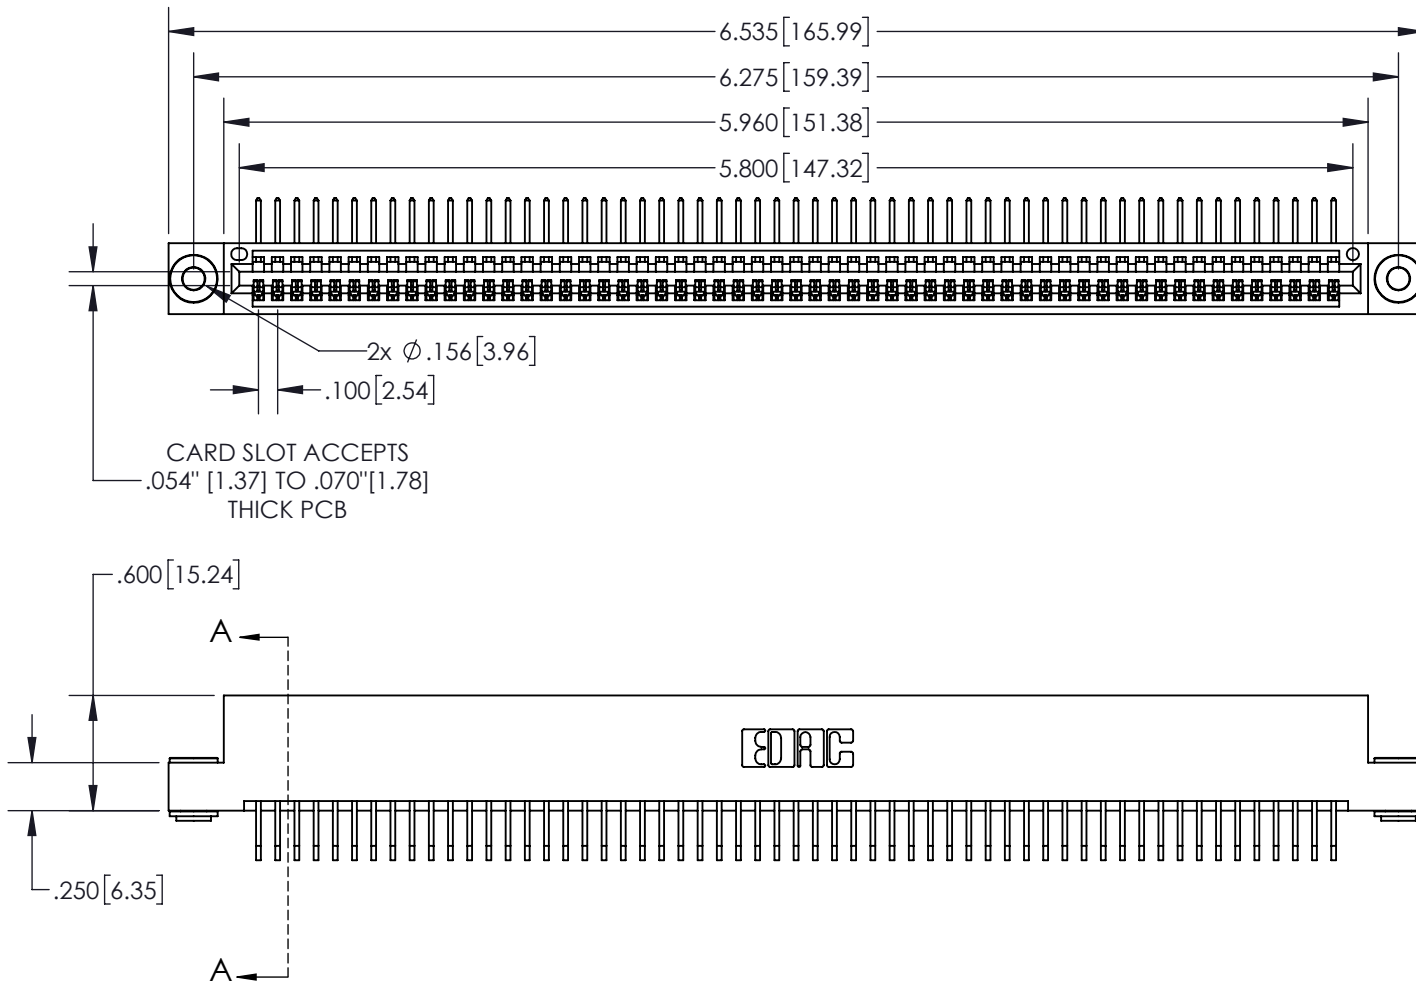 6.535[165.99]
6.275[159.39]
5.960[151.38]
5.800[147.32]
2x Ø.156[3.96]
.100[2.54]
CARD SLOT ACCEPTS
.054" [1.37] TO .070"[1.78]
THICK PCB
.600[15.24]
A
EDAC
.250[6.35]
A